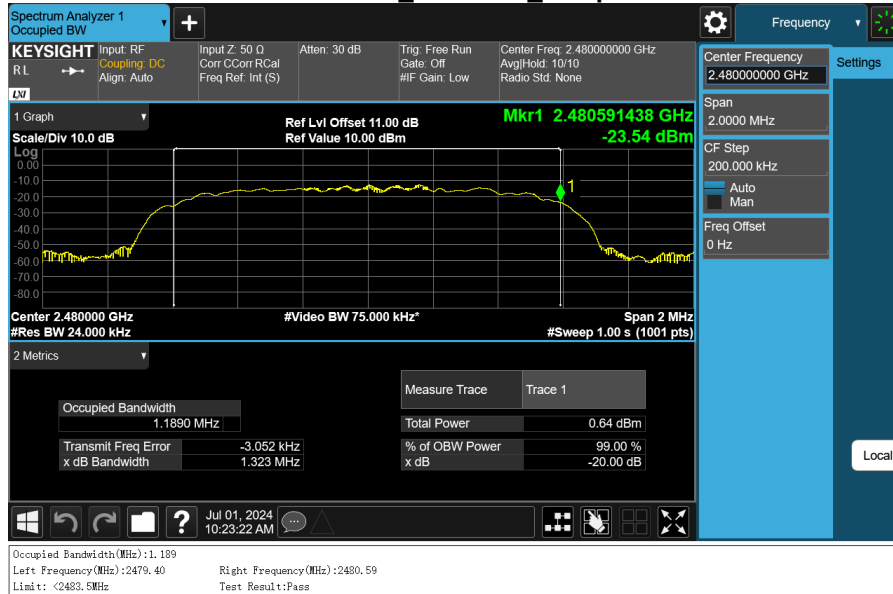 Spectrum Analyzer 1
Occupied BW
Frequency
KEYSIGHT
R L
LXI
Input: RF
Coupling: DC
Align: Auto
Input Z: 50 Ω
Corr CCorr RCal
Freq Ref: Int (S)
Atten: 30 dB
Trig: Free Run
Gate: Off
#IF Gain: Low
Center Freq: 2.480000000 GHz
Avg|Hold: 10/10
Radio Std: None
Center Frequency
2.480000000 GHz
Settings
Span
2.0000 MHz
CF Step
200.000 kHz
Auto
Man
Freq Offset
0 Hz
Local
1 Graph
Scale/Div 10.0 dB
Ref Lvl Offset 11.00 dB
Ref Value 10.00 dBm
Mkr1 2.480591438 GHz
-23.54 dBm
Log
0.00
-10.0
-20.0
-30.0
-40.0
-50.0
-60.0
-70.0
-80.0
1
Center 2.480000 GHz
#Res BW 24.000 kHz
#Video BW 75.000 kHz*
Span 2 MHz
#Sweep 1.00 s (1001 pts)
2 Metrics
Measure Trace Trace 1
Occupied Bandwidth
1.1890 MHz
Total Power 0.64 dBm
Transmit Freq Error -3.052 kHz
% of OBW Power 99.00 %
x dB Bandwidth 1.323 MHz
x dB -20.00 dB
?
Jul 01, 2024
10:23:22 AM
Occupied Bandwidth(MHz):1.189
Left Frequency(MHz):2479.40 Right Frequency(MHz):2480.59
Limit: <2483.5MHz Test Result:Pass